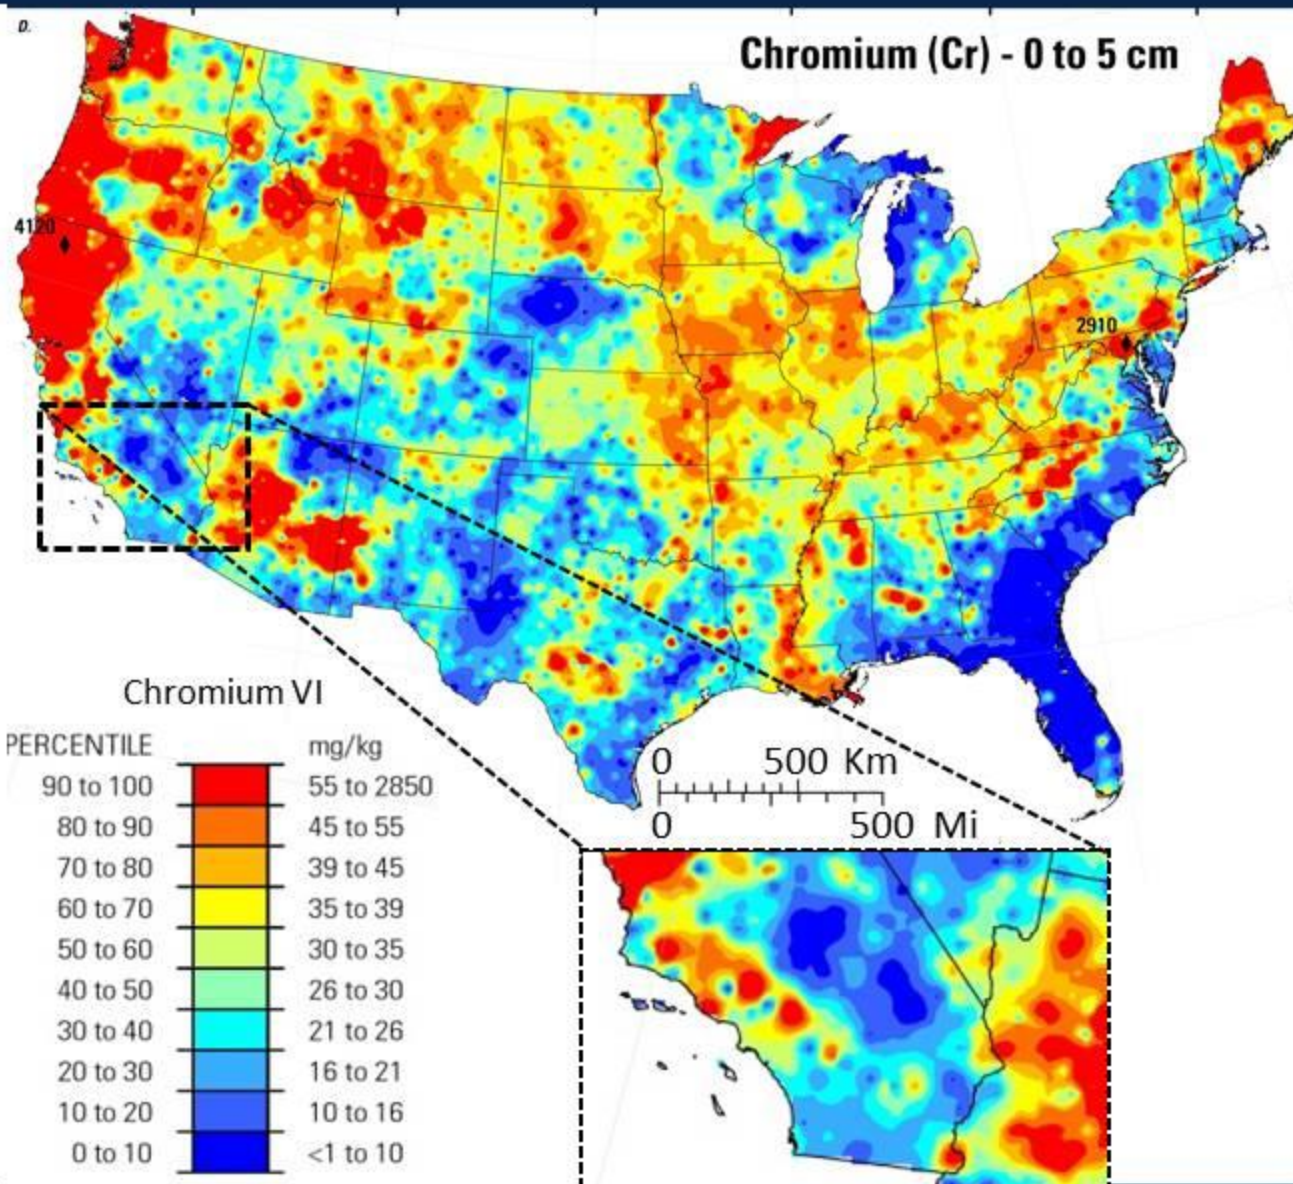 D.
Chromium (Cr) - 0 to 5 cm
4120
2910
Chromium VI
PERCENTILE mg/kg
90 to 100 55 to 2850
80 to 90 45 to 55
70 to 80 39 to 45
60 to 70 35 to 39
50 to 60 30 to 35
40 to 50 26 to 30
30 to 40 21 to 26
20 to 30 16 to 21
10 to 20 10 to 16
0 to 10 <1 to 10
0 500 Km
0 500 Mi